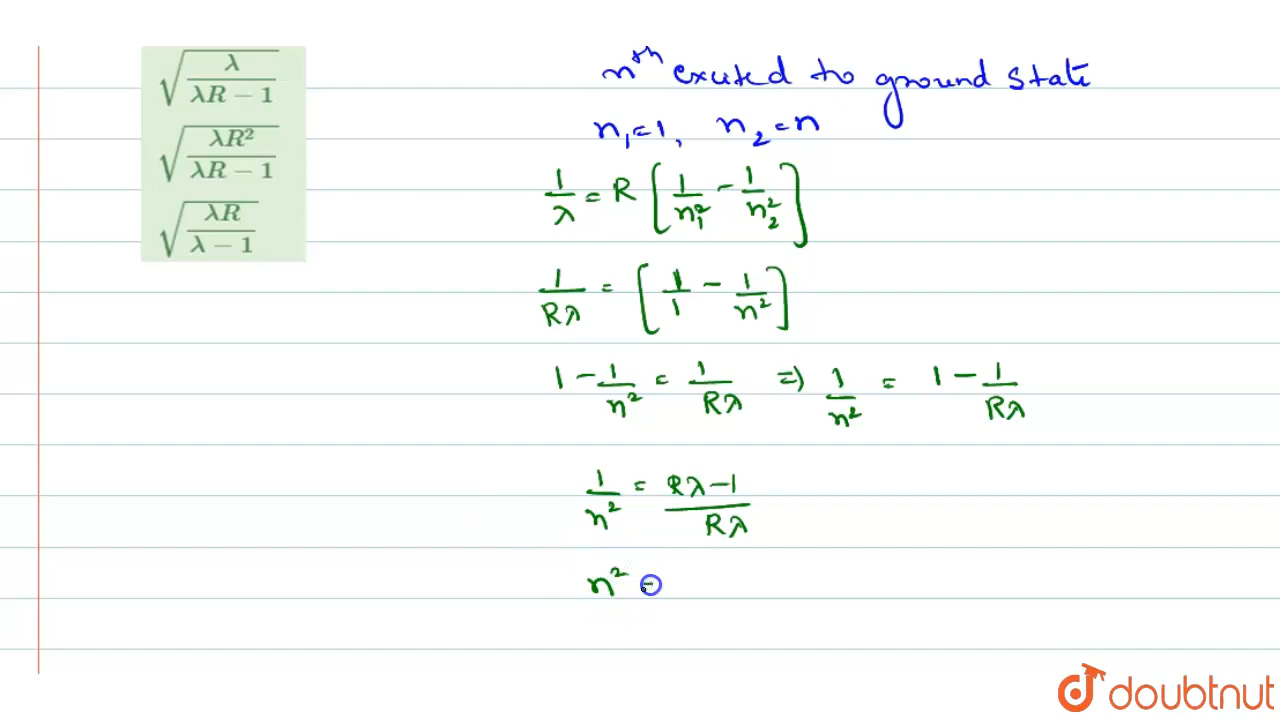 √(λ/(λR − 1))
√(λR²/(λR − 1))
√(λR/(λ − 1))
nth excited to ground state
n₁=1, n₂=n
1/λ = R [1/n₁² − 1/n₂²]
1/Rλ = [1/1 − 1/n²]
1 − 1/n² = 1/Rλ ⇒) 1/n² = 1 − 1/Rλ
1/n² = (Rλ−1)/Rλ
n² =
doubtnut